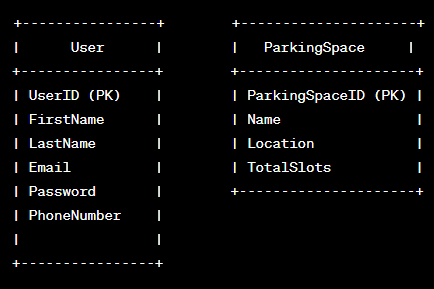 +----------------+ +---------------------+
| User | | ParkingSpace |
+----------------+ +---------------------+
| UserID (PK) | | ParkingSpaceID (PK) |
| FirstName | | Name |
| LastName | | Location |
| Email | | TotalSlots |
| Password | +---------------------+
| PhoneNumber |
| |
+----------------+